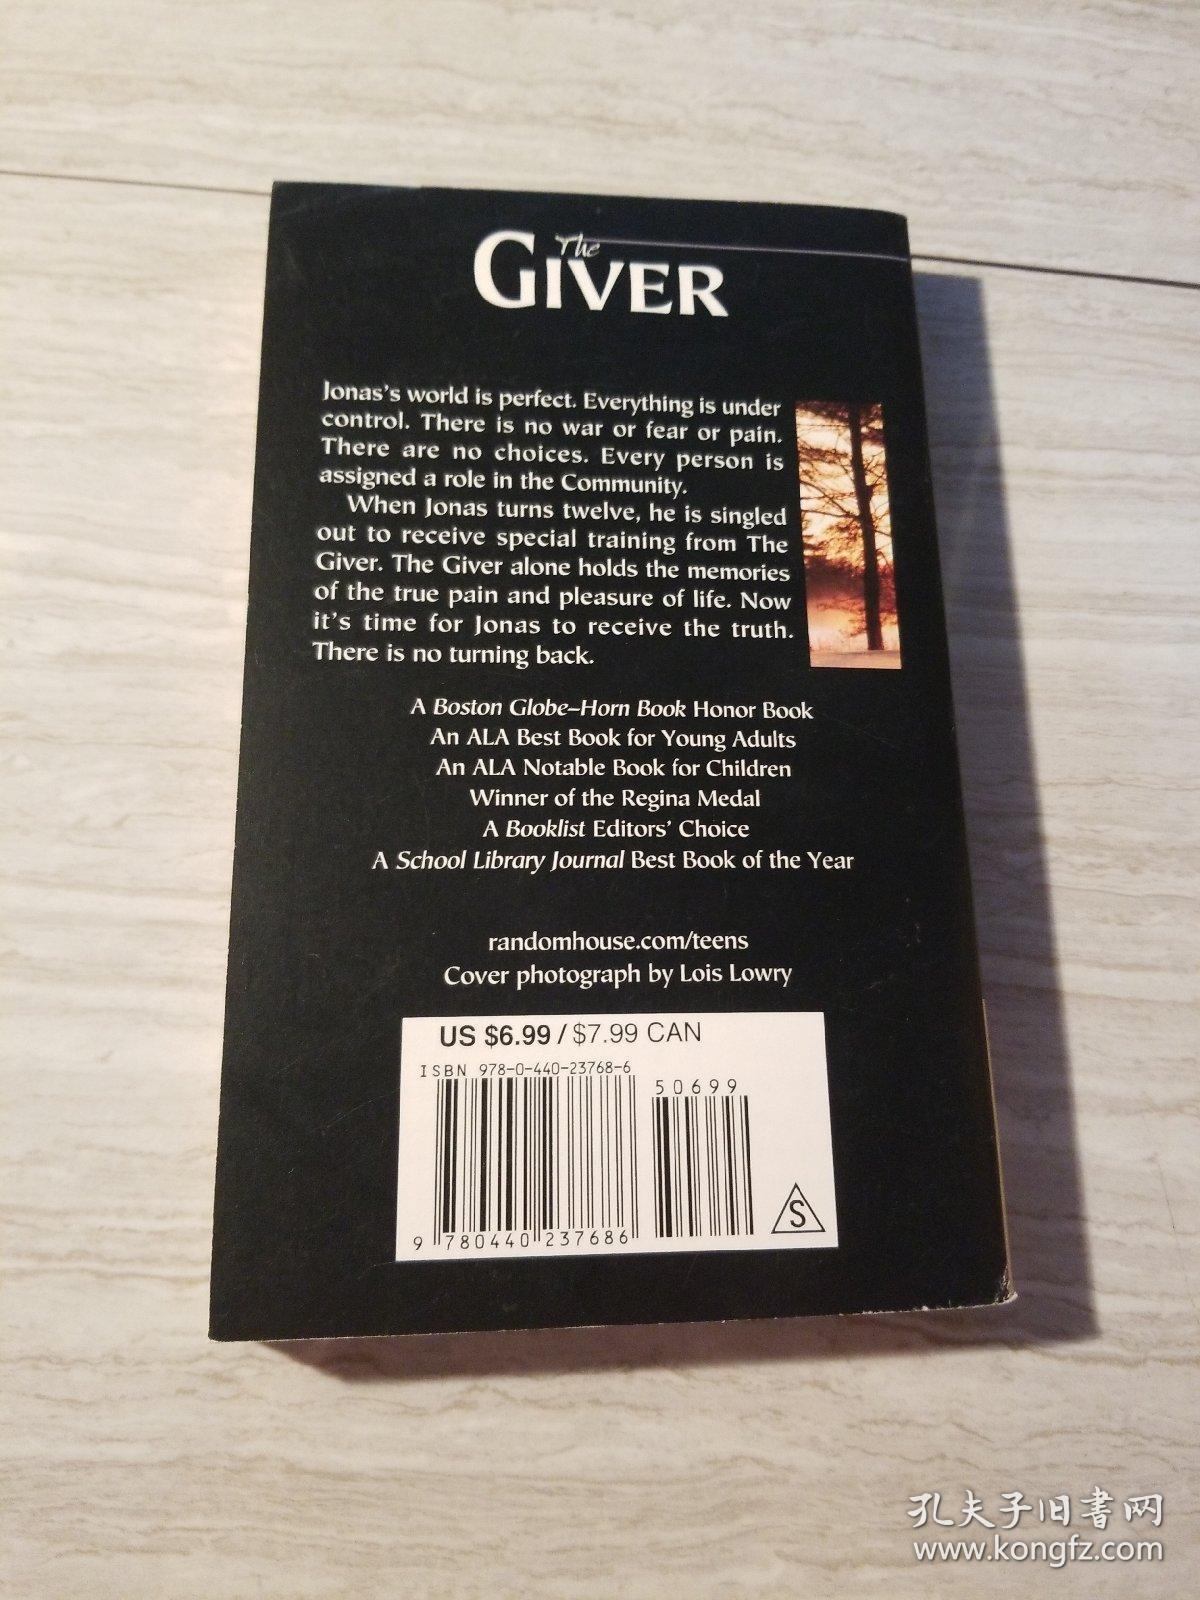 The
GIVER
Jonas's world is perfect. Everything is under
control. There is no war or fear or pain.
There are no choices. Every person is
assigned a role in the Community.
When Jonas turns twelve, he is singled
out to receive special training from The
Giver. The Giver alone holds the memories
of the true pain and pleasure of life. Now
it's time for Jonas to receive the truth.
There is no turning back.
A Boston Globe–Horn Book Honor Book
An ALA Best Book for Young Adults
An ALA Notable Book for Children
Winner of the Regina Medal
A Booklist Editors' Choice
A School Library Journal Best Book of the Year
randomhouse.com/teens
Cover photograph by Lois Lowry
US $6.99 / $7.99 CAN
ISBN 978-0-440-23768-6
50699
9 780440 237686
S
孔夫子旧书网
www.kongfz.com